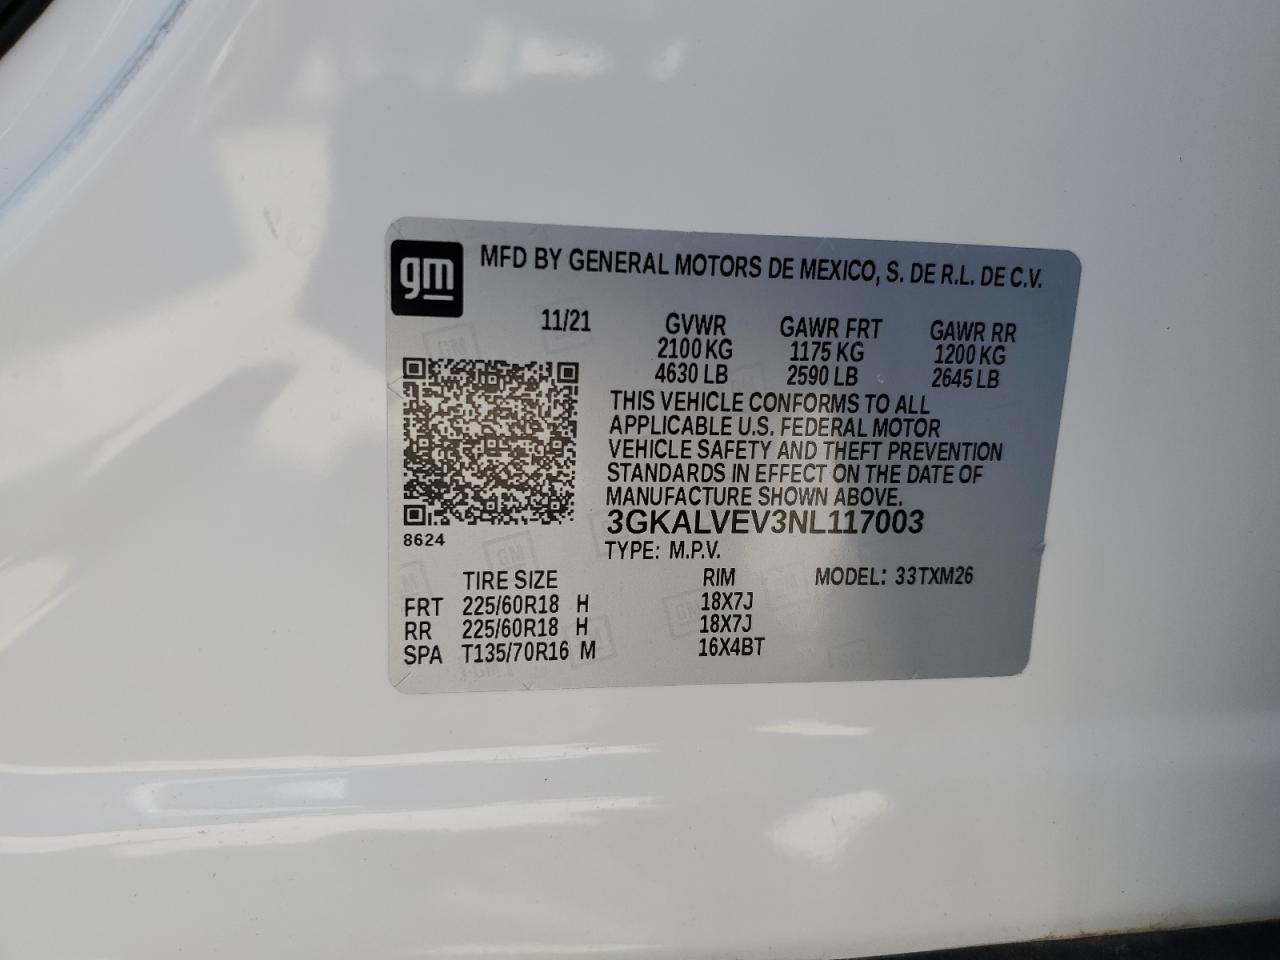 gm
MFD BY GENERAL MOTORS DE MEXICO, S. DE R.L. DE C.V.
11/21 GVWR GAWR FRT GAWR RR
2100 KG 1175 KG 1200 KG
4630 LB 2590 LB 2645 LB
THIS VEHICLE CONFORMS TO ALL
APPLICABLE U.S. FEDERAL MOTOR
VEHICLE SAFETY AND THEFT PREVENTION
STANDARDS IN EFFECT ON THE DATE OF
MANUFACTURE SHOWN ABOVE.
3GKALVEV3NL117003
8624
TYPE: M.P.V.
TIRE SIZE RIM MODEL: 33TXM26
FRT 225/60R18 H 18X7J
RR 225/60R18 H 18X7J
SPA T135/70R16 M 16X4BT